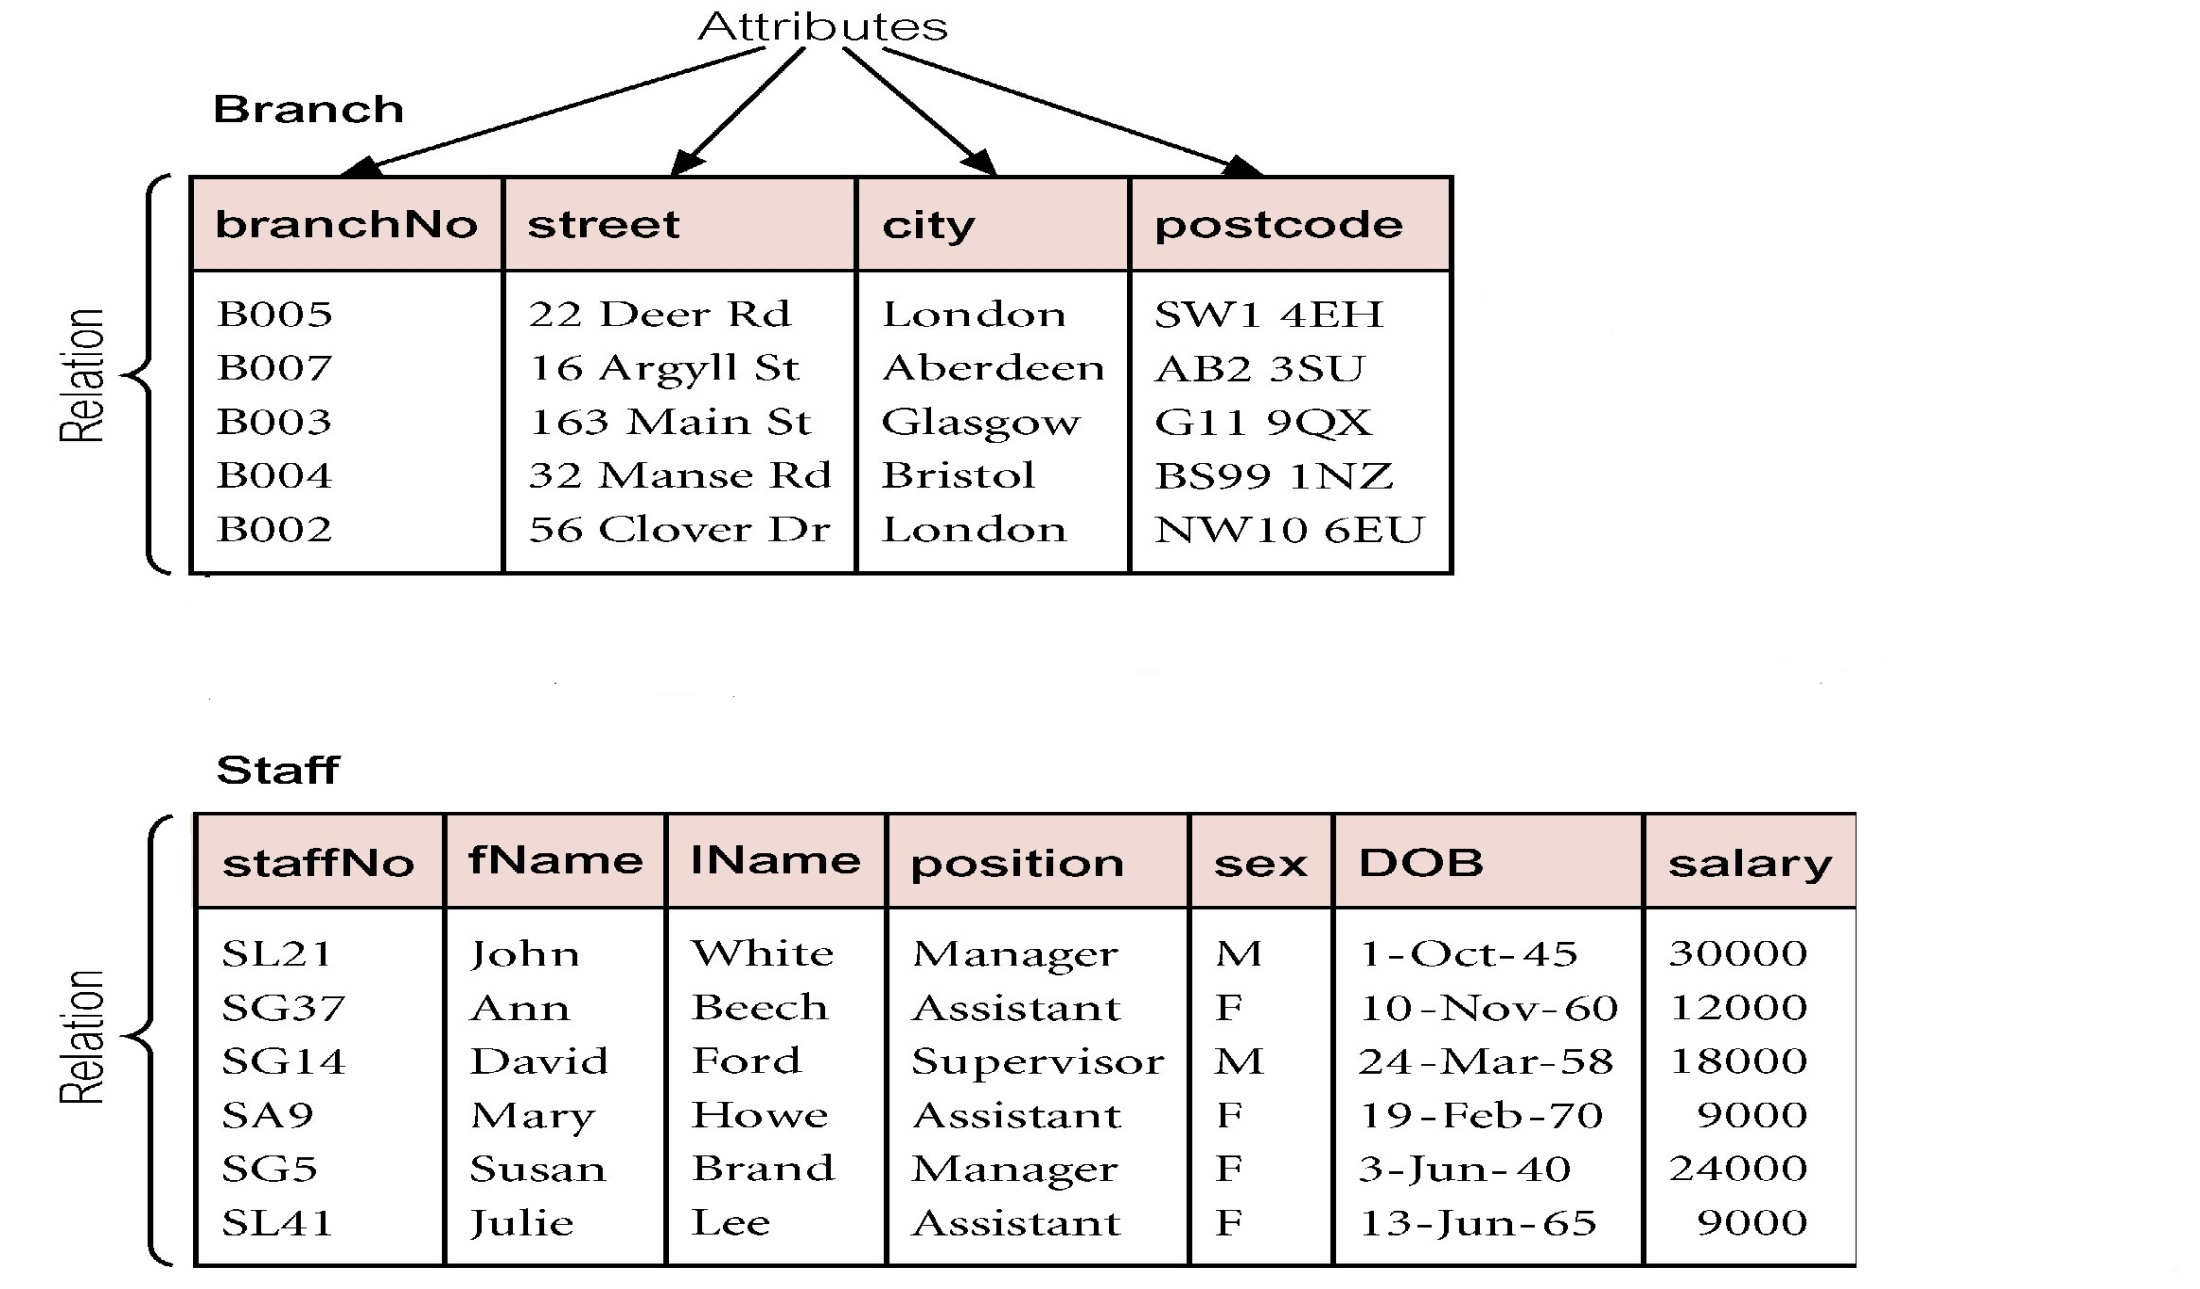 Attributes
Branch
Relation
branchNo street city postcode
B005 22 Deer Rd London SW1 4EH
B007 16 Argyll St Aberdeen AB2 3SU
B003 163 Main St Glasgow G11 9QX
B004 32 Manse Rd Bristol BS99 1NZ
B002 56 Clover Dr London NW10 6EU
Staff
Relation
staffNo fName lName position sex DOB salary
SL21 John White Manager M 1-Oct-45 30000
SG37 Ann Beech Assistant F 10-Nov-60 12000
SG14 David Ford Supervisor M 24-Mar-58 18000
SA9 Mary Howe Assistant F 19-Feb-70 9000
SG5 Susan Brand Manager F 3-Jun-40 24000
SL41 Julie Lee Assistant F 13-Jun-65 9000